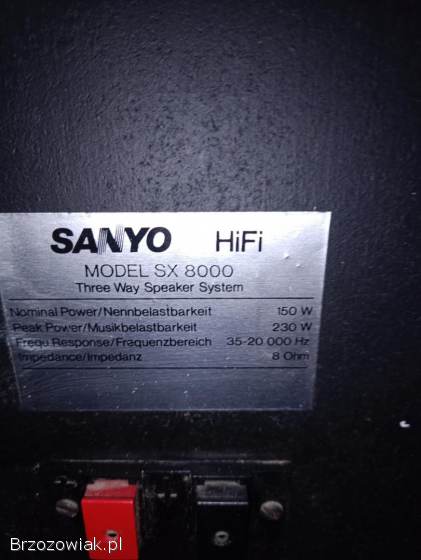 SANYO HiFi
MODEL SX 8000
Three Way Speaker System
Nominal Power/Nennbelastbarkeit 150 W
Peak Power/Musikbelastbarkeit 230 W
Frequ Response/Frequenzbereich 35-20 000 Hz
Impedance/Impedanz 8 Ohm
Brzozowiak.pl